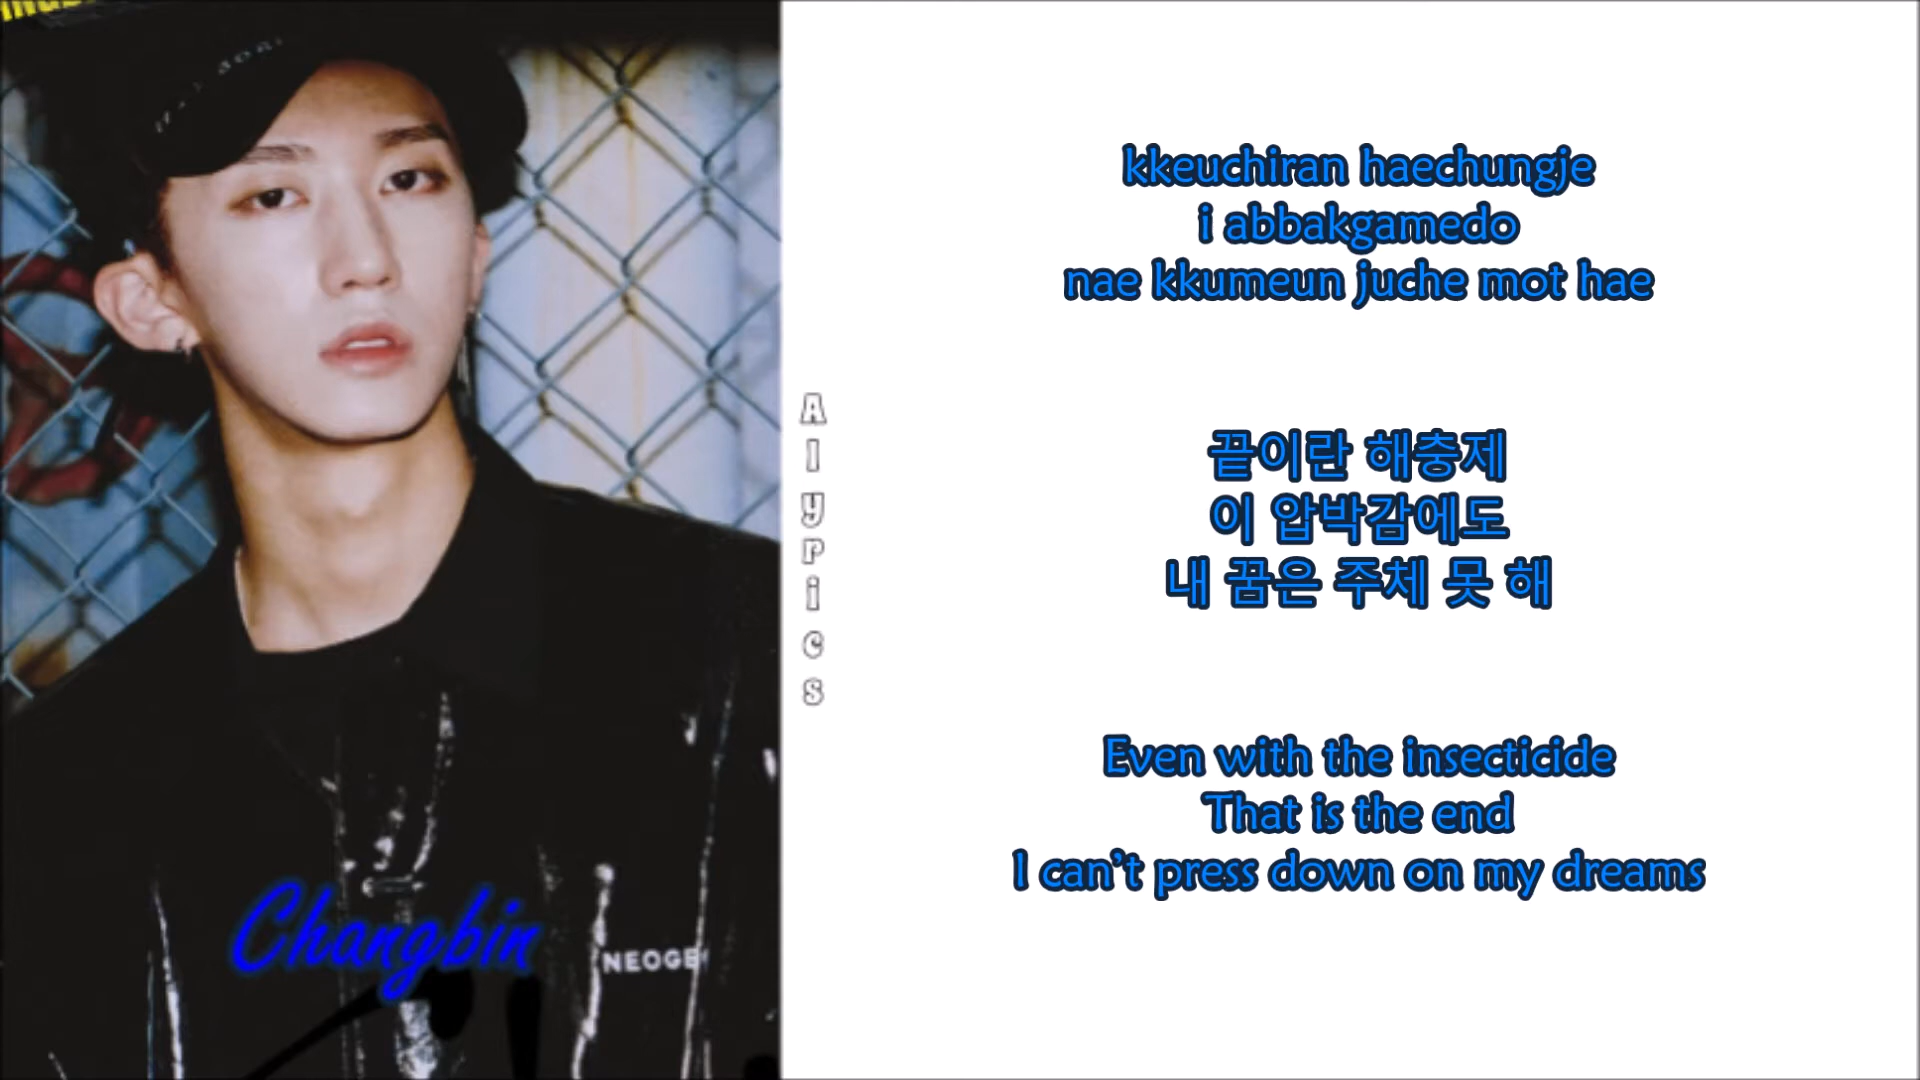 Changbin
NEOGE
Alypics
kkeuchiran haechungje
i abbakgamedo
nae kkumeun juche mot hae
끝이란 해충제
이 압박감에도
내 꿈은 주체 못 해
Even with the insecticide
That is the end
I can't press down on my dreams